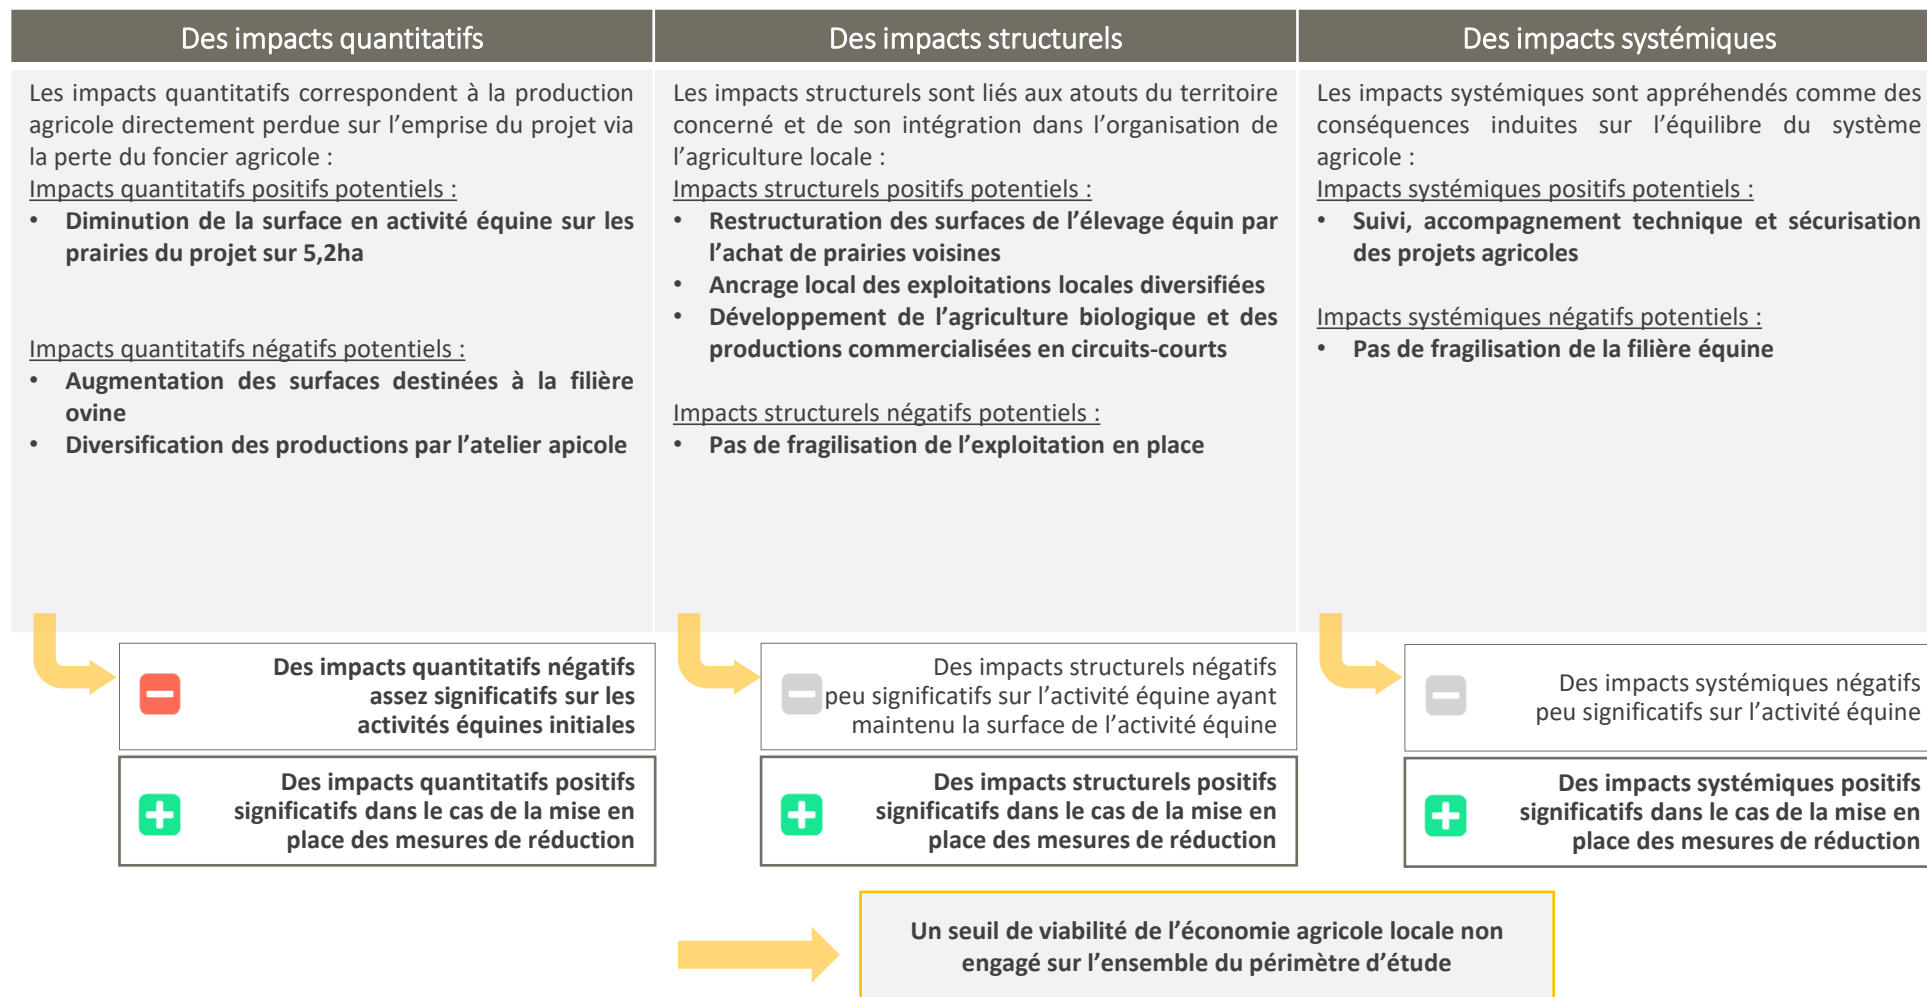 Des impacts quantitatifs
Les impacts quantitatifs correspondent à la production
agricole directement perdue sur l’emprise du projet via
la perte du foncier agricole :
Impacts quantitatifs positifs potentiels :
• Diminution de la surface en activité équine sur les
prairies du projet sur 5,2ha
Impacts quantitatifs négatifs potentiels :
• Augmentation des surfaces destinées à la filière
ovine
• Diversification des productions par l’atelier apicole
Des impacts structurels
Les impacts structurels sont liés aux atouts du territoire
concerné et de son intégration dans l’organisation de
l’agriculture locale :
Impacts structurels positifs potentiels :
• Restructuration des surfaces de l’élevage équin par
l’achat de prairies voisines
• Ancrage local des exploitations locales diversifiées
• Développement de l’agriculture biologique et des
productions commercialisées en circuits-courts
Impacts structurels négatifs potentiels :
• Pas de fragilisation de l’exploitation en place
Des impacts systémiques
Les impacts systémiques sont appréhendés comme des
conséquences induites sur l’équilibre du système
agricole :
Impacts systémiques positifs potentiels :
• Suivi, accompagnement technique et sécurisation
des projets agricoles
Impacts systémiques négatifs potentiels :
• Pas de fragilisation de la filière équine
Des impacts quantitatifs négatifs
assez significatifs sur les
activités équines initiales
Des impacts structurels négatifs
peu significatifs sur l’activité équine ayant
maintenu la surface de l’activité équine
Des impacts systémiques négatifs
peu significatifs sur l’activité équine
Des impacts quantitatifs positifs
significatifs dans le cas de la mise en
place des mesures de réduction
Des impacts structurels positifs
significatifs dans le cas de la mise en
place des mesures de réduction
Des impacts systémiques positifs
significatifs dans le cas de la mise en
place des mesures de réduction
Un seuil de viabilité de l’économie agricole locale non
engagé sur l’ensemble du périmètre d’étude